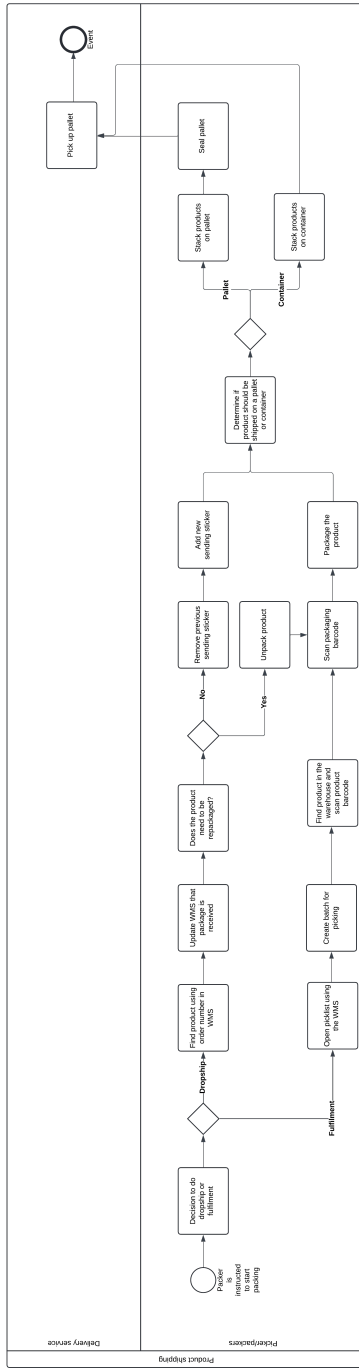 Product shipping
Delivery service
Picker/packers
Packer
is
instructed
to start
packing
Decision to do
dropship or
fulfilment
Dropship
Fulfilment
Find product using
order number in
WMS
Update WMS that
package is
received
Does the product
need to be
repackaged?
No
Yes
Remove previous
sending sticker
Add new
sending sticker
Unpack product
Open picklist using
the WMS
Create batch for
picking
Find product in the
warehouse and
scan product
barcode
Scan packaging
barcode
Package the
product
Determine if
product should be
shipped on a pallet
or container
Pallet
Container
Stack products
on pallet
Seal pallet
Stack products
on container
Pick up pallet
Event